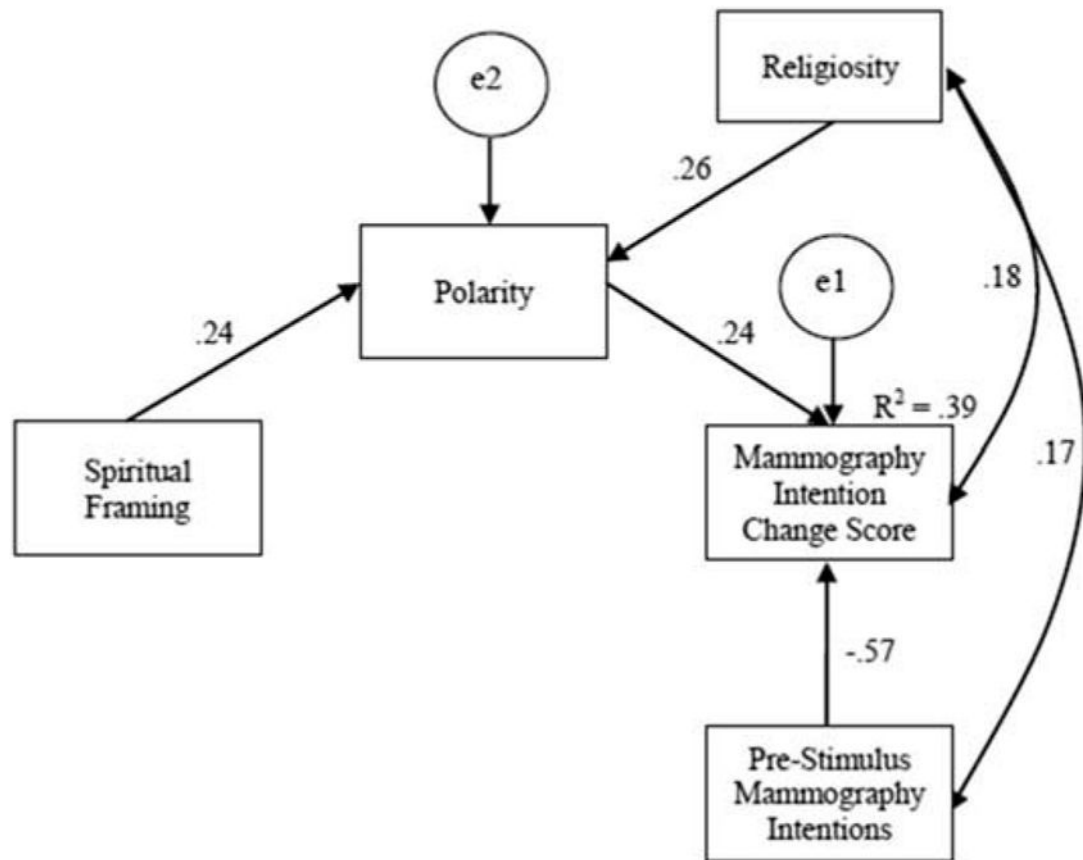 Religiosity
e2
.26
Polarity
e1
.18
.24
.24
R² = .39
Spiritual
Framing
Mammography
Intention
Change Score
.17
-.57
Pre-Stimulus
Mammography
Intentions